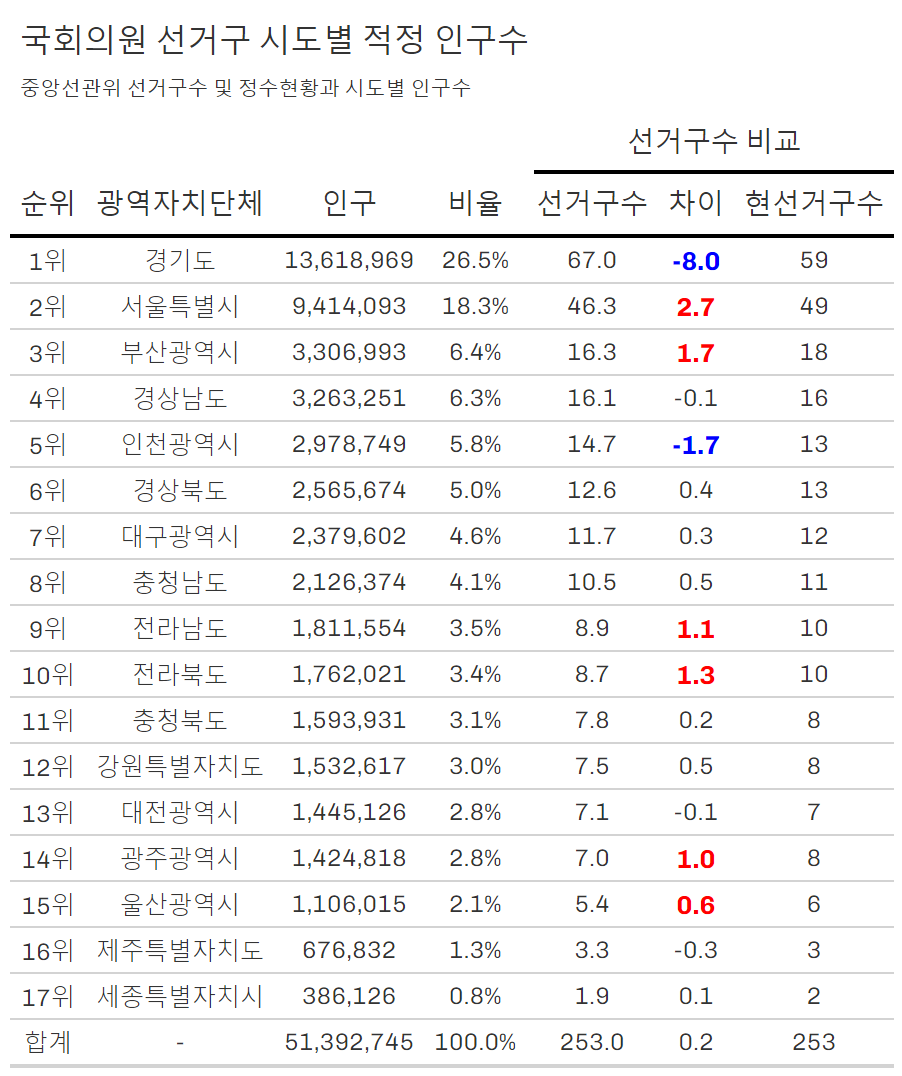 국회의원 선거구 시도별 적정 인구수
중앙선관위 선거구수 및 정수현황과 시도별 인구수
선거구수 비교
순위 광역자치단체 인구 비율 선거구수 차이 현선거구수
1위 경기도 13,618,969 26.5% 67.0 -8.0 59
2위 서울특별시 9,414,093 18.3% 46.3 2.7 49
3위 부산광역시 3,306,993 6.4% 16.3 1.7 18
4위 경상남도 3,263,251 6.3% 16.1 -0.1 16
5위 인천광역시 2,978,749 5.8% 14.7 -1.7 13
6위 경상북도 2,565,674 5.0% 12.6 0.4 13
7위 대구광역시 2,379,602 4.6% 11.7 0.3 12
8위 충청남도 2,126,374 4.1% 10.5 0.5 11
9위 전라남도 1,811,554 3.5% 8.9 1.1 10
10위 전라북도 1,762,021 3.4% 8.7 1.3 10
11위 충청북도 1,593,931 3.1% 7.8 0.2 8
12위 강원특별자치도 1,532,617 3.0% 7.5 0.5 8
13위 대전광역시 1,445,126 2.8% 7.1 -0.1 7
14위 광주광역시 1,424,818 2.8% 7.0 1.0 8
15위 울산광역시 1,106,015 2.1% 5.4 0.6 6
16위 제주특별자치도 676,832 1.3% 3.3 -0.3 3
17위 세종특별자치시 386,126 0.8% 1.9 0.1 2
합계 - 51,392,745 100.0% 253.0 0.2 253